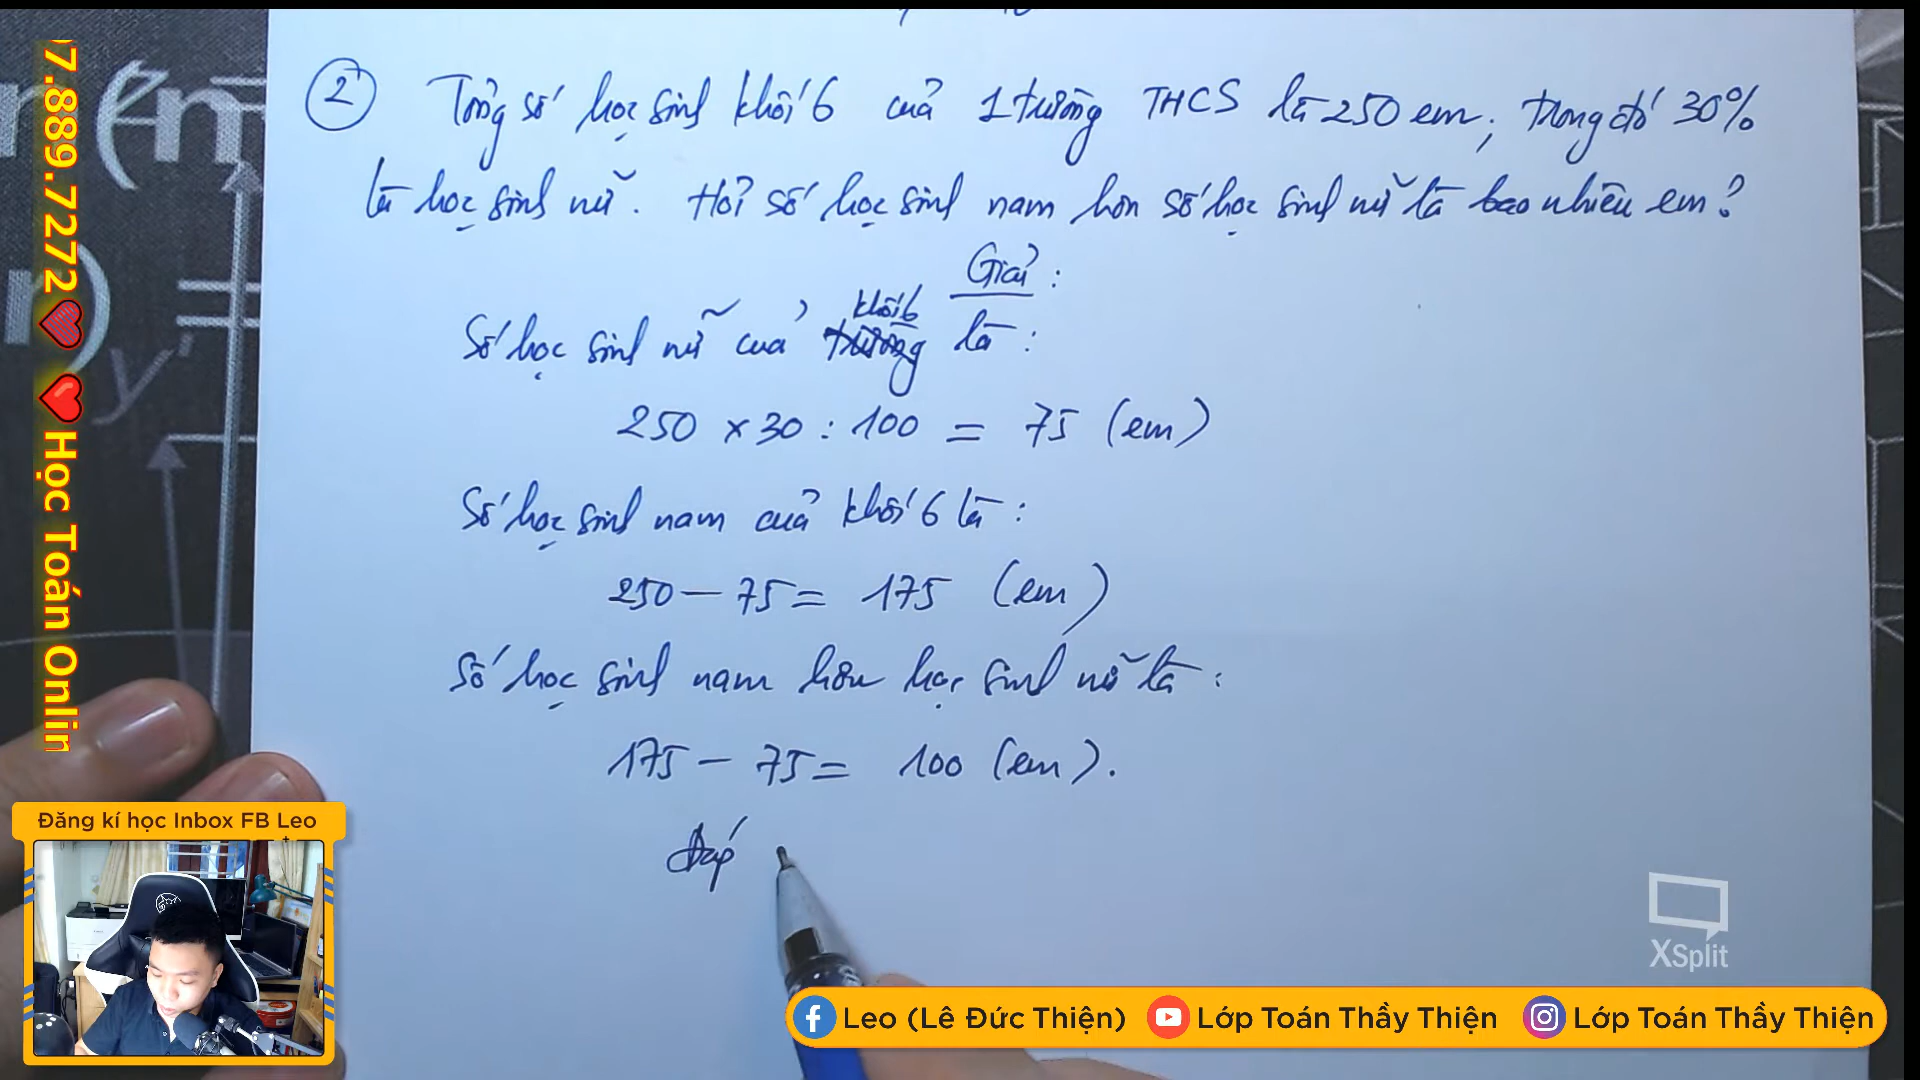 ② Tổng số học sinh khối 6 của 1 trường THCS là 250 em, trong đó 30%
là học sinh nữ. Hỏi số học sinh nam hơn số học sinh nữ là bao nhiêu em?
Giải:
khối 6
Số học sinh nữ của trường là:
250 × 30 : 100 = 75 (em)
Số học sinh nam của khối 6 là:
250 – 75 = 175 (em)
Số học sinh nam hơn học sinh nữ là:
175 – 75 = 100 (em).
Đáp
7.889.7272 Học Toán Onlin
Đăng kí học Inbox FB Leo
XSplit
Leo (Lê Đức Thiện) Lớp Toán Thầy Thiện Lớp Toán Thầy Thiện